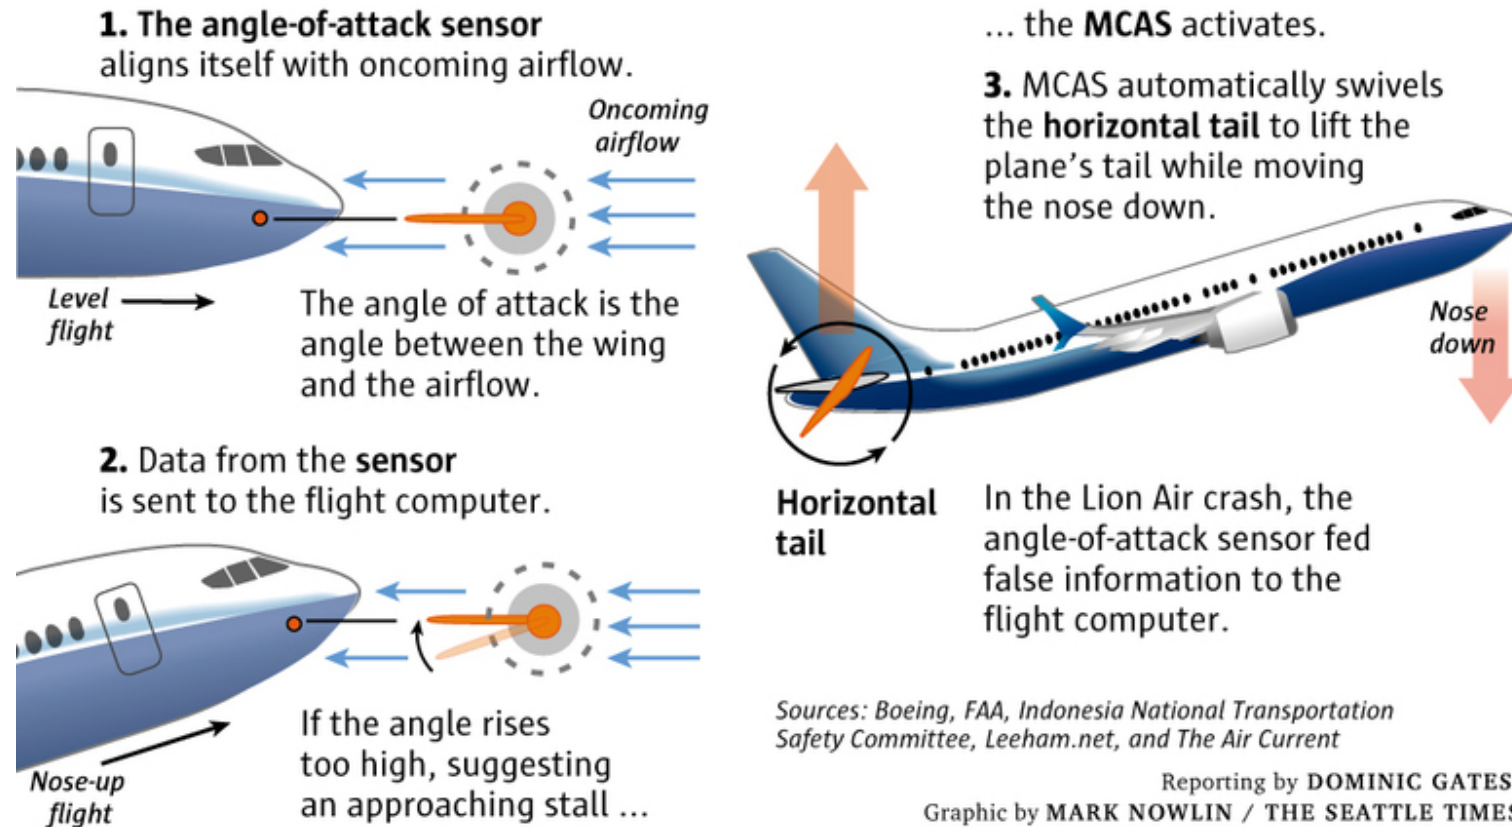 1. The angle-of-attack sensor
aligns itself with oncoming airflow.
Oncoming
airflow
Level
flight
The angle of attack is the
angle between the wing
and the airflow.
2. Data from the sensor
is sent to the flight computer.
If the angle rises
too high, suggesting
an approaching stall ...
Nose-up
flight
... the MCAS activates.
3. MCAS automatically swivels
the horizontal tail to lift the
plane's tail while moving
the nose down.
Nose
down
Horizontal
tail
In the Lion Air crash, the
angle-of-attack sensor fed
false information to the
flight computer.
Sources: Boeing, FAA, Indonesia National Transportation
Safety Committee, Leeham.net, and The Air Current
Reporting by DOMINIC GATES
Graphic by MARK NOWLIN / THE SEATTLE TIMES